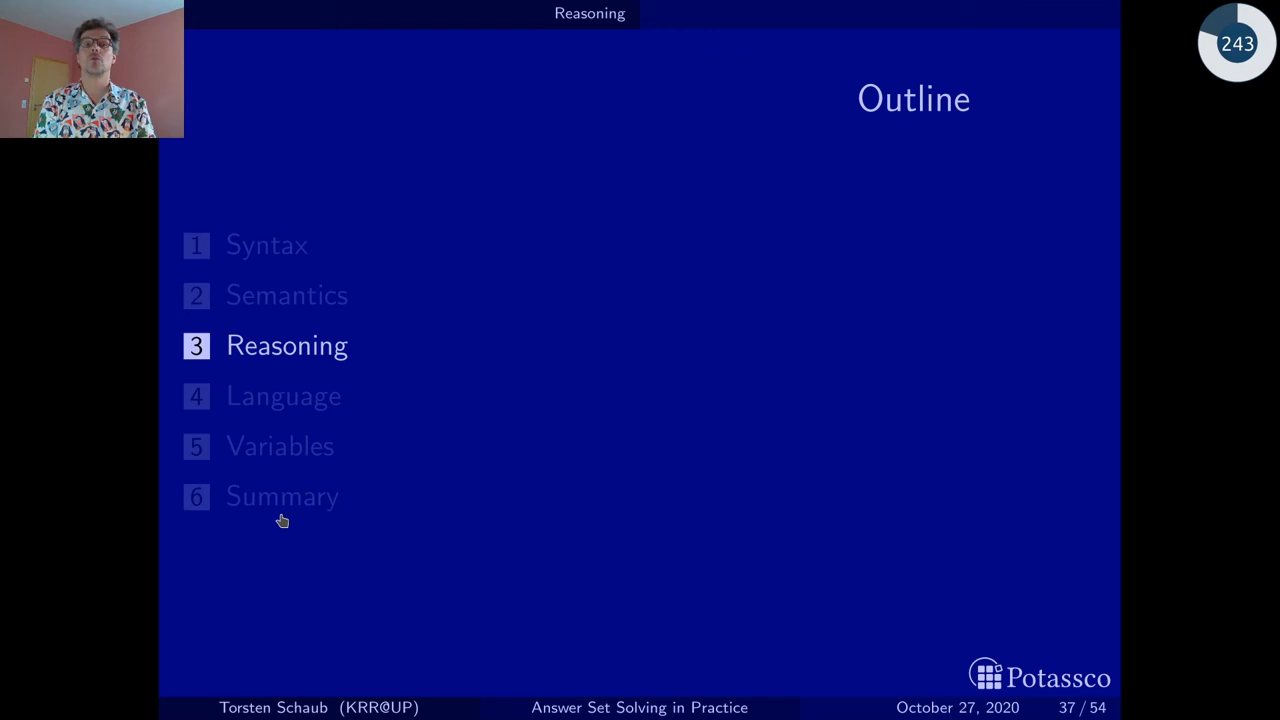 Reasoning
243
Outline
1 Syntax
2 Semantics
3 Reasoning
4 Language
5 Variables
6 Summary
Potassco
Torsten Schaub (KRR@UP) Answer Set Solving in Practice October 27, 2020 37 / 54